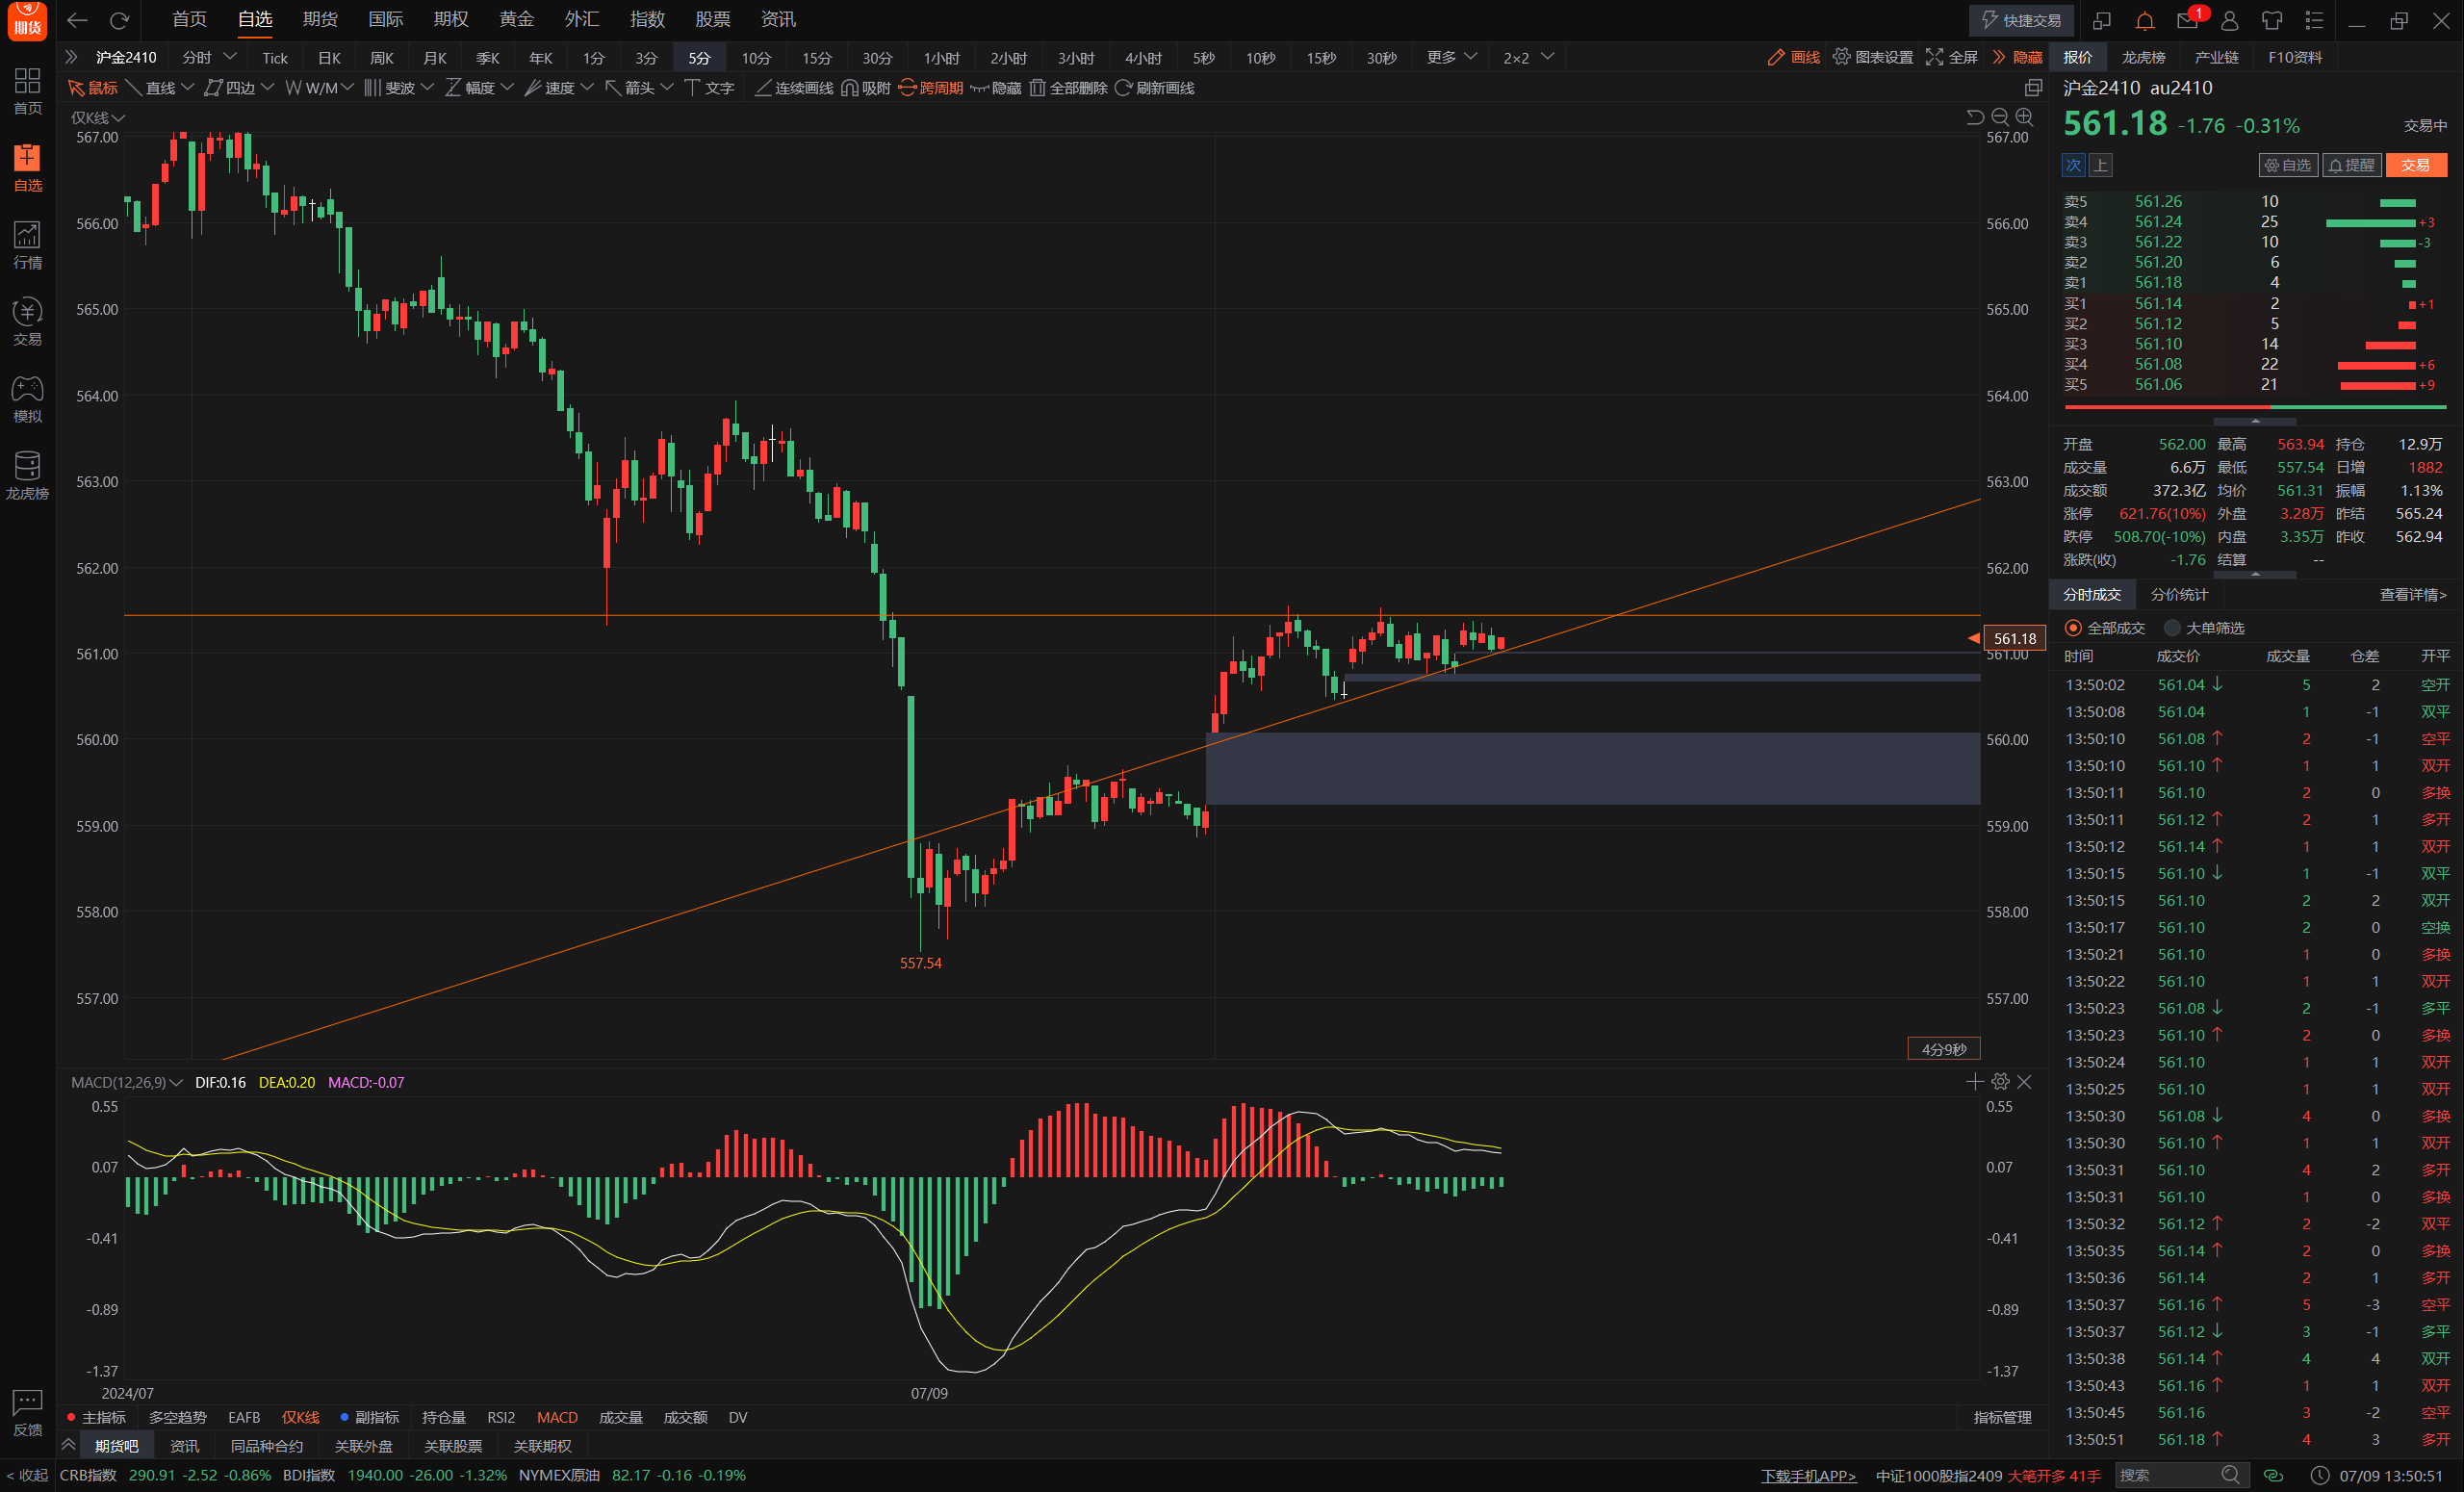 期货
首页 自选 期货 国际 期权 黄金 外汇 指数 股票 资讯 快捷交易 1
沪金2410 分时 Tick 日K 周K 月K 季K 年K 1分 3分 5分 10分 15分 30分 1小时 2小时 3小时 4小时 5秒 10秒 15秒 30秒 更多 2×2 画线 图表设置 全屏 隐藏
鼠标 直线 四边 W/M 斐波 幅度 速度 箭头 文字 连续画线 吸附 跨周期 隐藏 全部删除 刷新画线
首页
自选
行情
交易
模拟
龙虎榜
反馈
仅K线
567.00 567.00
566.00 566.00
565.00 565.00
564.00 564.00
563.00 563.00
562.00 562.00
561.18
561.00 561.00
560.00 560.00
559.00 559.00
558.00 558.00
557.54
557.00 557.00
4分9秒
MACD(12,26,9) DIF:0.16 DEA:0.20 MACD:-0.07
0.55 0.55
0.07 0.07
-0.41 -0.41
-0.89 -0.89
-1.37 -1.37
2024/07 07/09
主指标 多空趋势 EAFB 仅K线 副指标 持仓量 RSI2 MACD 成交量 成交额 DV 指标管理
期货吧 资讯 同品种合约 关联外盘 关联股票 关联期权
报价 龙虎榜 产业链 F10资料
沪金2410 au2410
561.18 -1.76 -0.31% 交易中
次 上 自选 提醒 交易
卖5 561.26 10
卖4 561.24 25 +3
卖3 561.22 10 -3
卖2 561.20 6
卖1 561.18 4
买1 561.14 2 +1
买2 561.12 5
买3 561.10 14
买4 561.08 22 +6
买5 561.06 21 +9
开盘 562.00 最高 563.94 持仓 12.9万
成交量 6.6万 最低 557.54 日增 1882
成交额 372.3亿 均价 561.31 振幅 1.13%
涨停 621.76(10%) 外盘 3.28万 昨结 565.24
跌停 508.70(-10%) 内盘 3.35万 昨收 562.94
涨跌(收) -1.76 结算 --
分时成交 分价统计 查看详情>
全部成交 大单筛选
时间 成交价 成交量 仓差 开平
13:50:02 561.04 ↓ 5 2 空开
13:50:08 561.04 1 -1 双平
13:50:10 561.08 ↑ 2 -1 空平
13:50:10 561.10 ↑ 1 1 双开
13:50:11 561.10 2 0 多换
13:50:11 561.12 ↑ 2 1 多开
13:50:12 561.14 ↑ 1 1 双开
13:50:15 561.10 ↓ 1 -1 双平
13:50:15 561.10 2 2 双开
13:50:17 561.10 2 0 空换
13:50:21 561.10 1 0 多换
13:50:22 561.10 1 1 双开
13:50:23 561.08 ↓ 2 -1 多平
13:50:23 561.10 ↑ 2 0 多换
13:50:24 561.10 1 1 双开
13:50:25 561.10 1 1 双开
13:50:30 561.08 ↓ 4 0 多换
13:50:30 561.10 ↑ 1 1 双开
13:50:31 561.10 4 2 多开
13:50:31 561.10 1 0 多换
13:50:32 561.12 ↑ 2 -2 双平
13:50:35 561.14 ↑ 2 0 多换
13:50:36 561.14 2 1 多开
13:50:37 561.16 ↑ 5 -3 空平
13:50:37 561.12 ↓ 3 -1 多平
13:50:38 561.14 ↑ 4 4 双开
13:50:43 561.16 ↑ 1 1 双开
13:50:45 561.16 3 -2 空平
13:50:51 561.18 ↑ 4 3 多开
< 收起 CRB指数 290.91 -2.52 -0.86% BDI指数 1940.00 -26.00 -1.32% NYMEX原油 82.17 -0.16 -0.19% 下载手机APP> 中证1000股指2409 大笔开多 41手 搜索 07/09 13:50:51